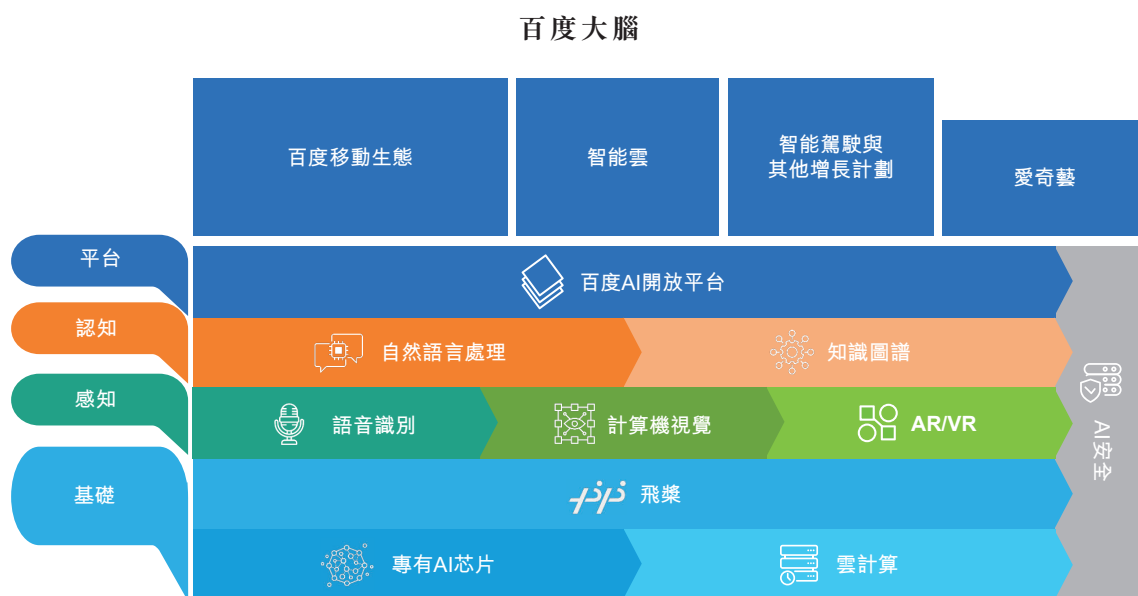 百度大腦
百度移動生態
智能雲
智能駕駛與
其他增長計劃
愛奇藝
平台
百度AI開放平台
認知
自然語言處理
知識圖譜
感知
語音識別
計算機視覺
AR/VR
AI安全
基礎
飛槳
專有AI芯片
雲計算